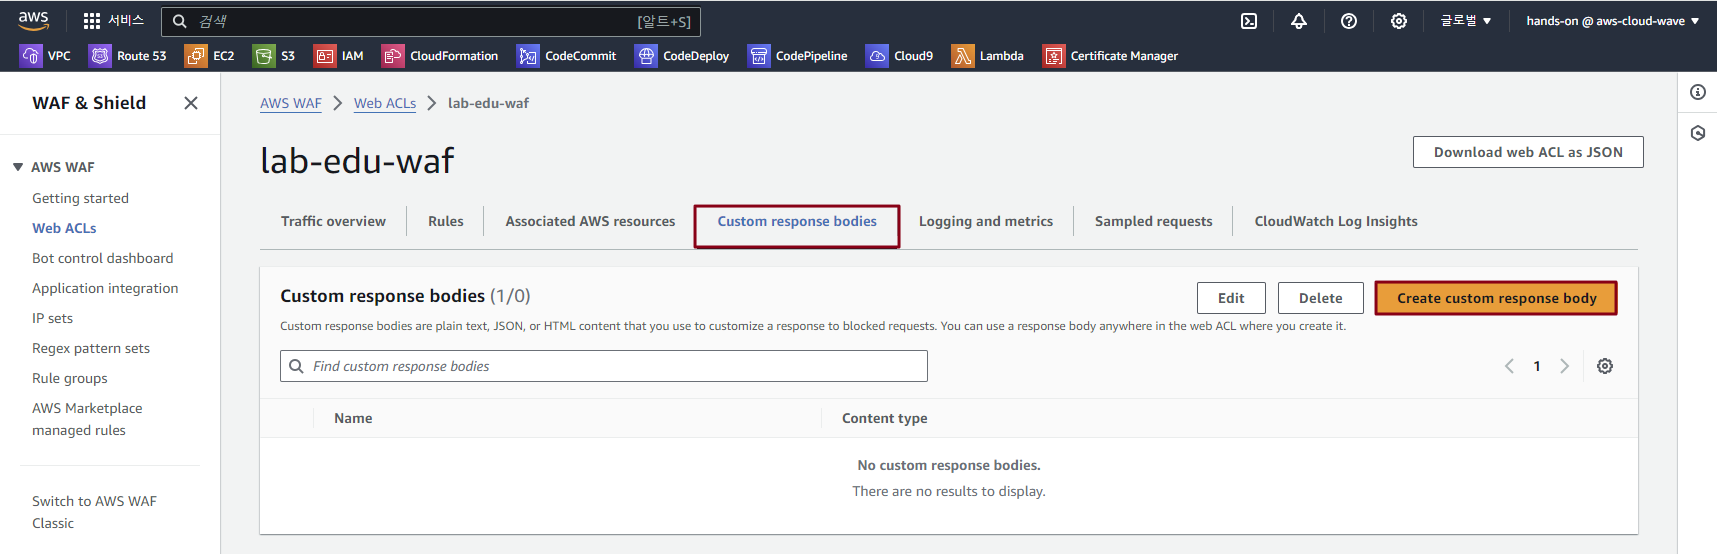 aws
서비스
검색
[알트+S]
글로벌
hands-on @ aws-cloud-wave
VPC
Route 53
EC2
S3
IAM
CloudFormation
CodeCommit
CodeDeploy
CodePipeline
Cloud9
Lambda
Certificate Manager
WAF & Shield
AWS WAF
Getting started
Web ACLs
Bot control dashboard
Application integration
IP sets
Regex pattern sets
Rule groups
AWS Marketplace
managed rules
Switch to AWS WAF
Classic
AWS WAF
Web ACLs
lab-edu-waf
lab-edu-waf
Download web ACL as JSON
Traffic overview
Rules
Associated AWS resources
Custom response bodies
Logging and metrics
Sampled requests
CloudWatch Log Insights
Custom response bodies (1/0)
Edit
Delete
Create custom response body
Custom response bodies are plain text, JSON, or HTML content that you use to customize a response to blocked requests. You can use a response body anywhere in the web ACL where you create it.
Find custom response bodies
1
Name
Content type
No custom response bodies.
There are no results to display.